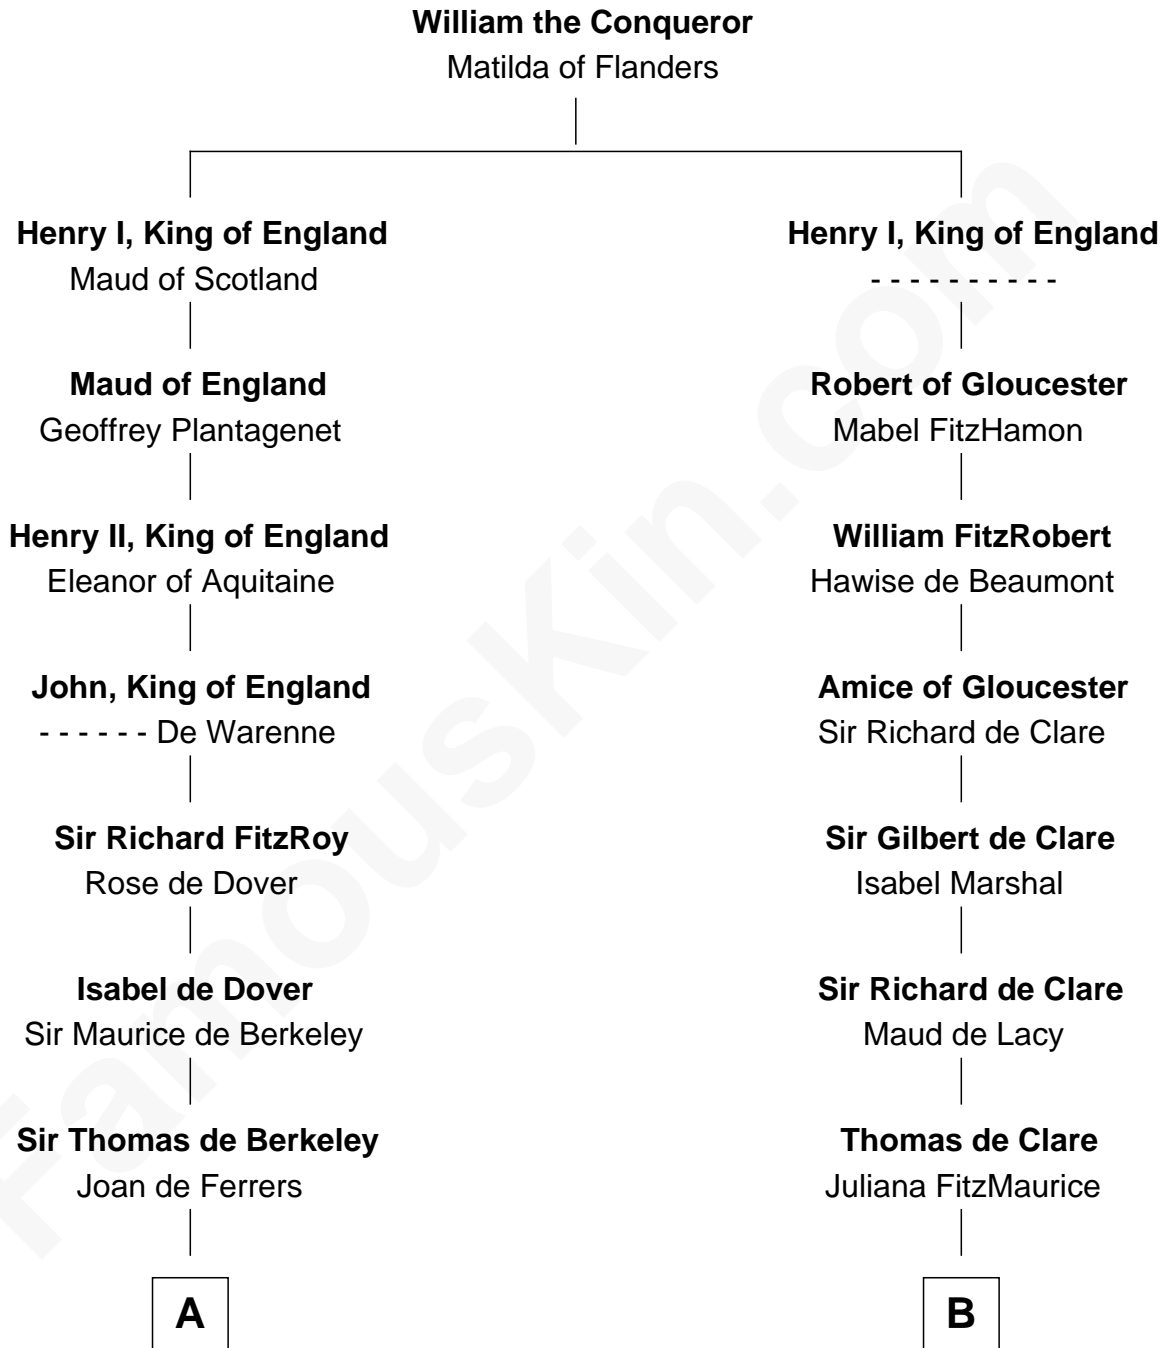 William the Conqueror
Matilda of Flanders
Henry I, King of England
Maud of Scotland
Henry I, King of England
- - - - - - - - - -
Maud of England
Geoffrey Plantagenet
Robert of Gloucester
Mabel FitzHamon
Henry II, King of England
Eleanor of Aquitaine
William FitzRobert
Hawise de Beaumont
John, King of England
- - - - - - De Warenne
Amice of Gloucester
Sir Richard de Clare
Sir Richard FitzRoy
Rose de Dover
Sir Gilbert de Clare
Isabel Marshal
Isabel de Dover
Sir Maurice de Berkeley
Sir Richard de Clare
Maud de Lacy
Sir Thomas de Berkeley
Joan de Ferrers
Thomas de Clare
Juliana FitzMaurice
A
B
FamousKin.com